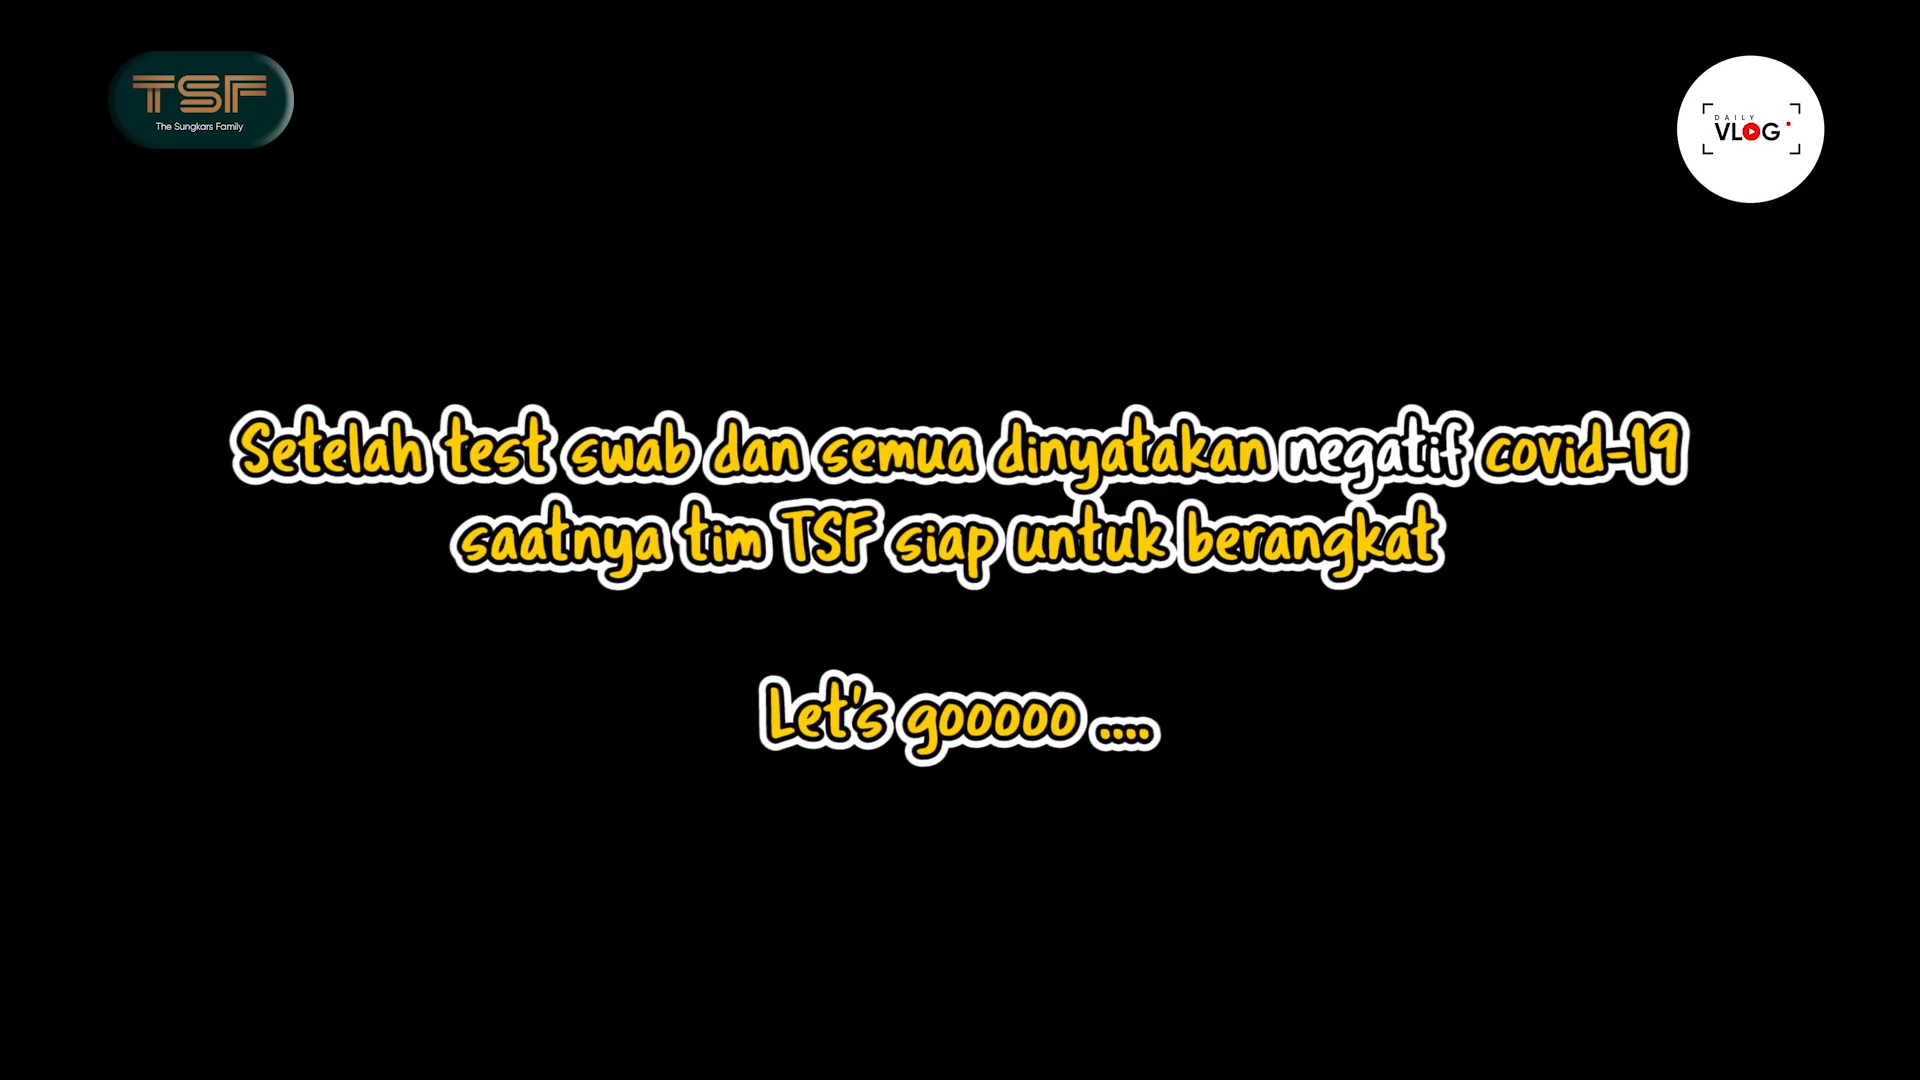 TSF
The Sungkars Family
DAILY
VLOG
Setelah test swab dan semua dinyatakan negatif covid-19
saatnya tim TSF siap untuk berangkat
Let's gooooo ....